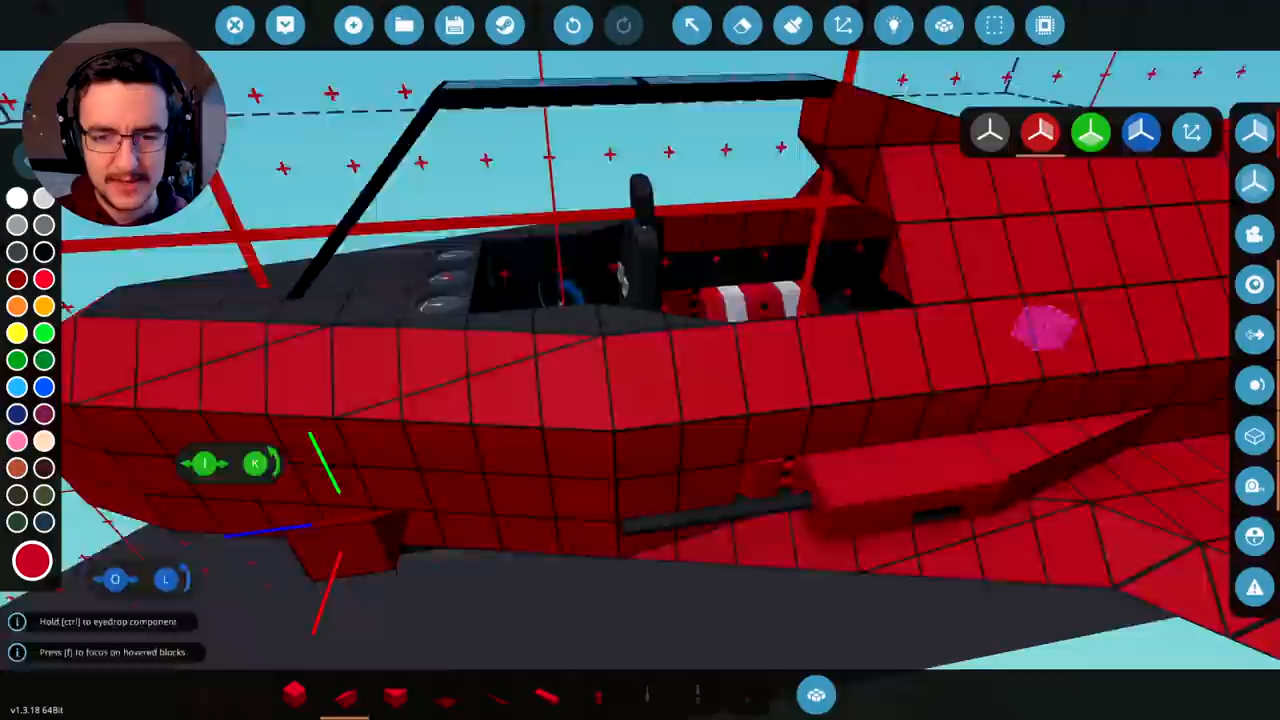 I
K
O
L
Hold [ctrl] to eyedrop component
Press [f] to focus on hovered blocks
v1.3.18 64Bit